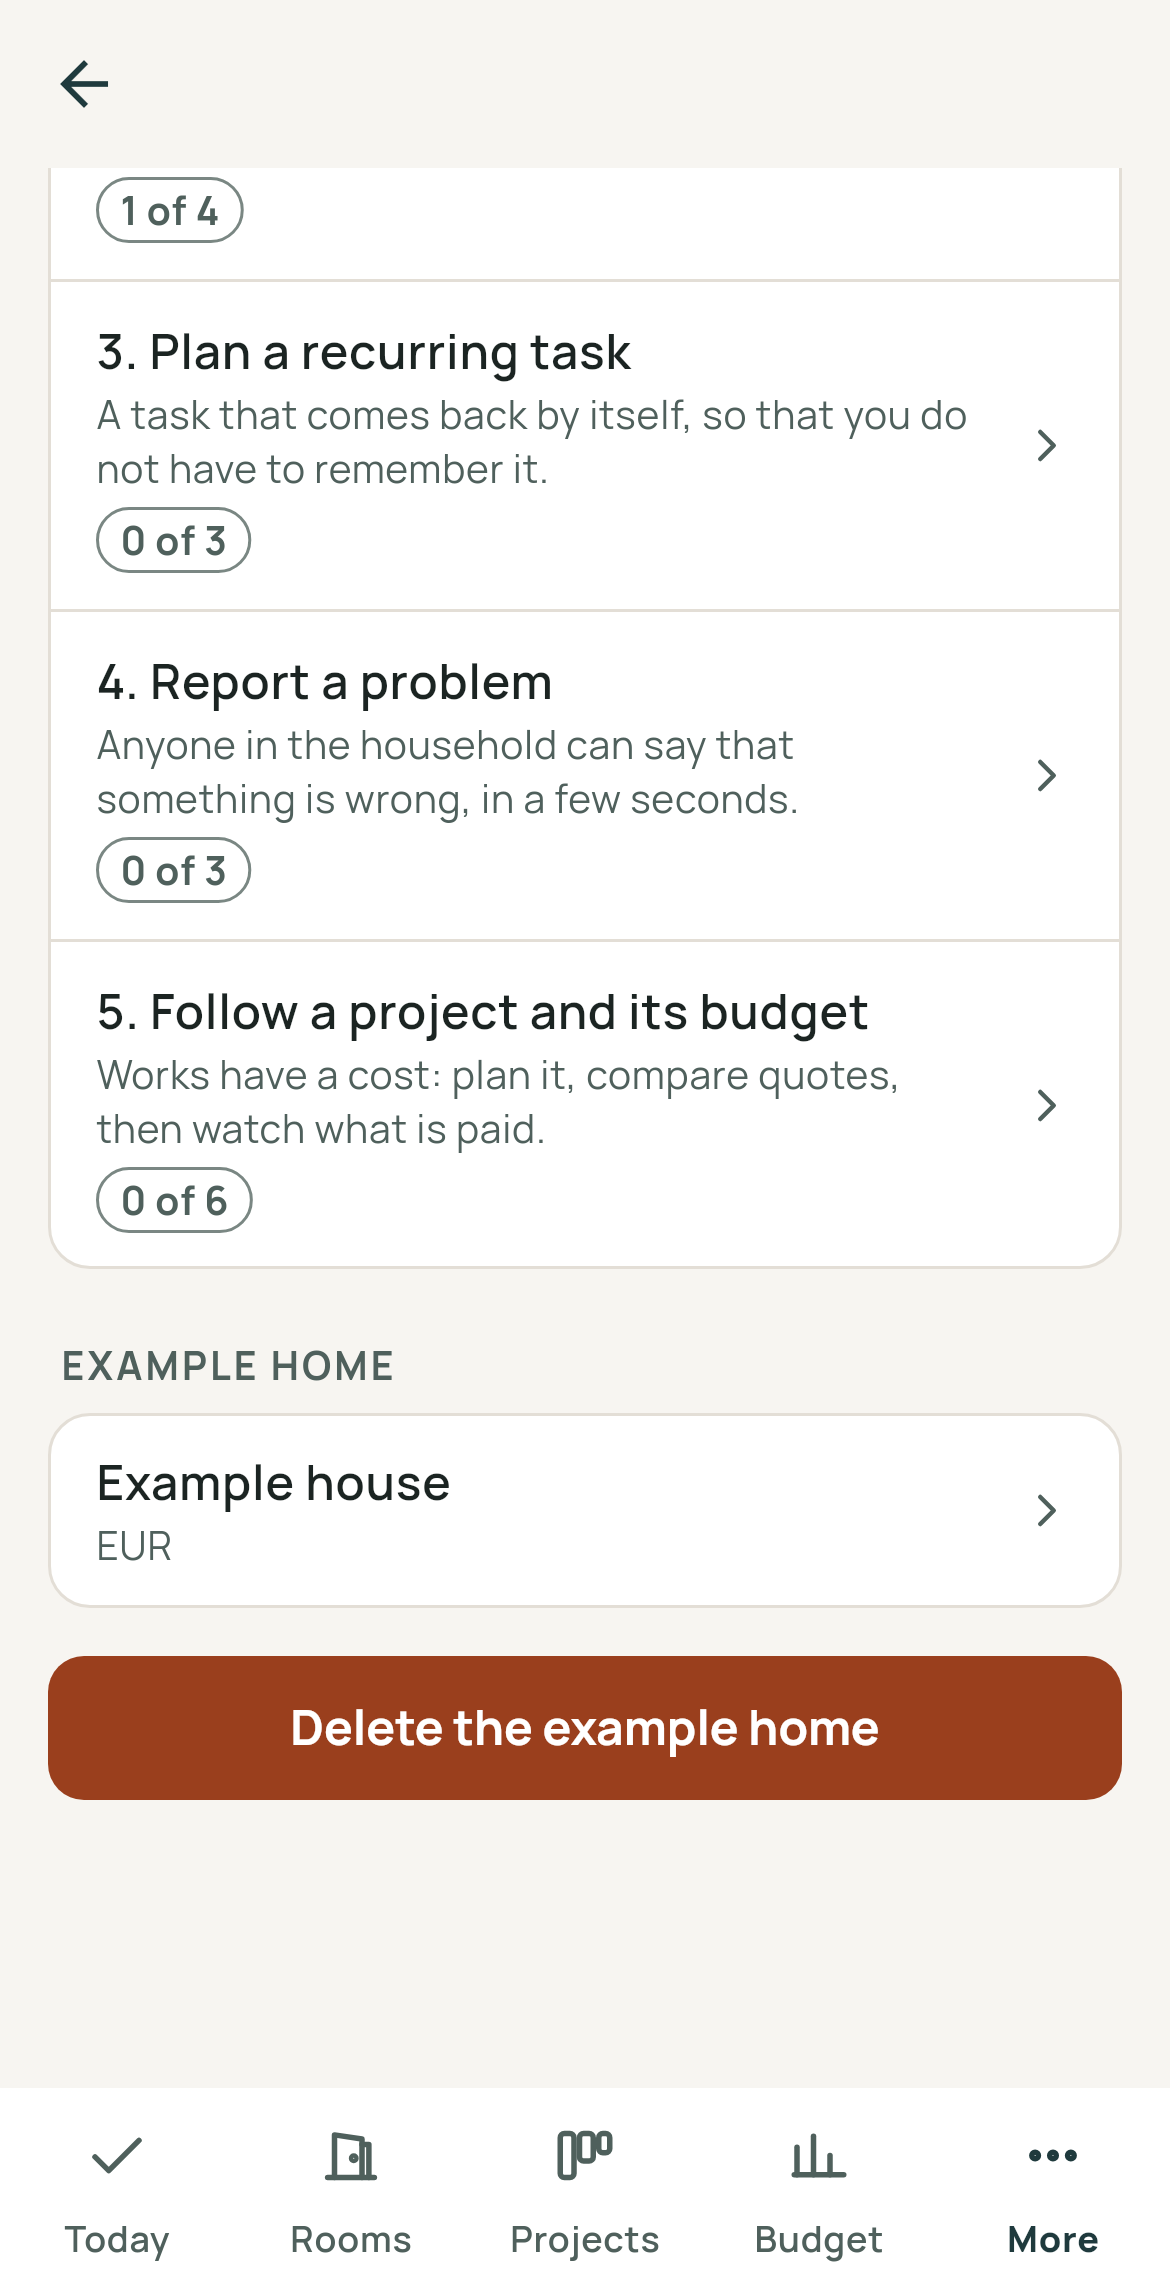 1 of 4
3. Plan a recurring task
A task that comes back by itself, so that you do
not have to remember it.
0 of 3
4. Report a problem
Anyone in the household can say that
something is wrong, in a few seconds.
0 of 3
5. Follow a project and its budget
Works have a cost: plan it, compare quotes,
then watch what is paid.
0 of 6
EXAMPLE HOME
Example house
EUR
Delete the example home
Today
Rooms
Projects
Budget
More